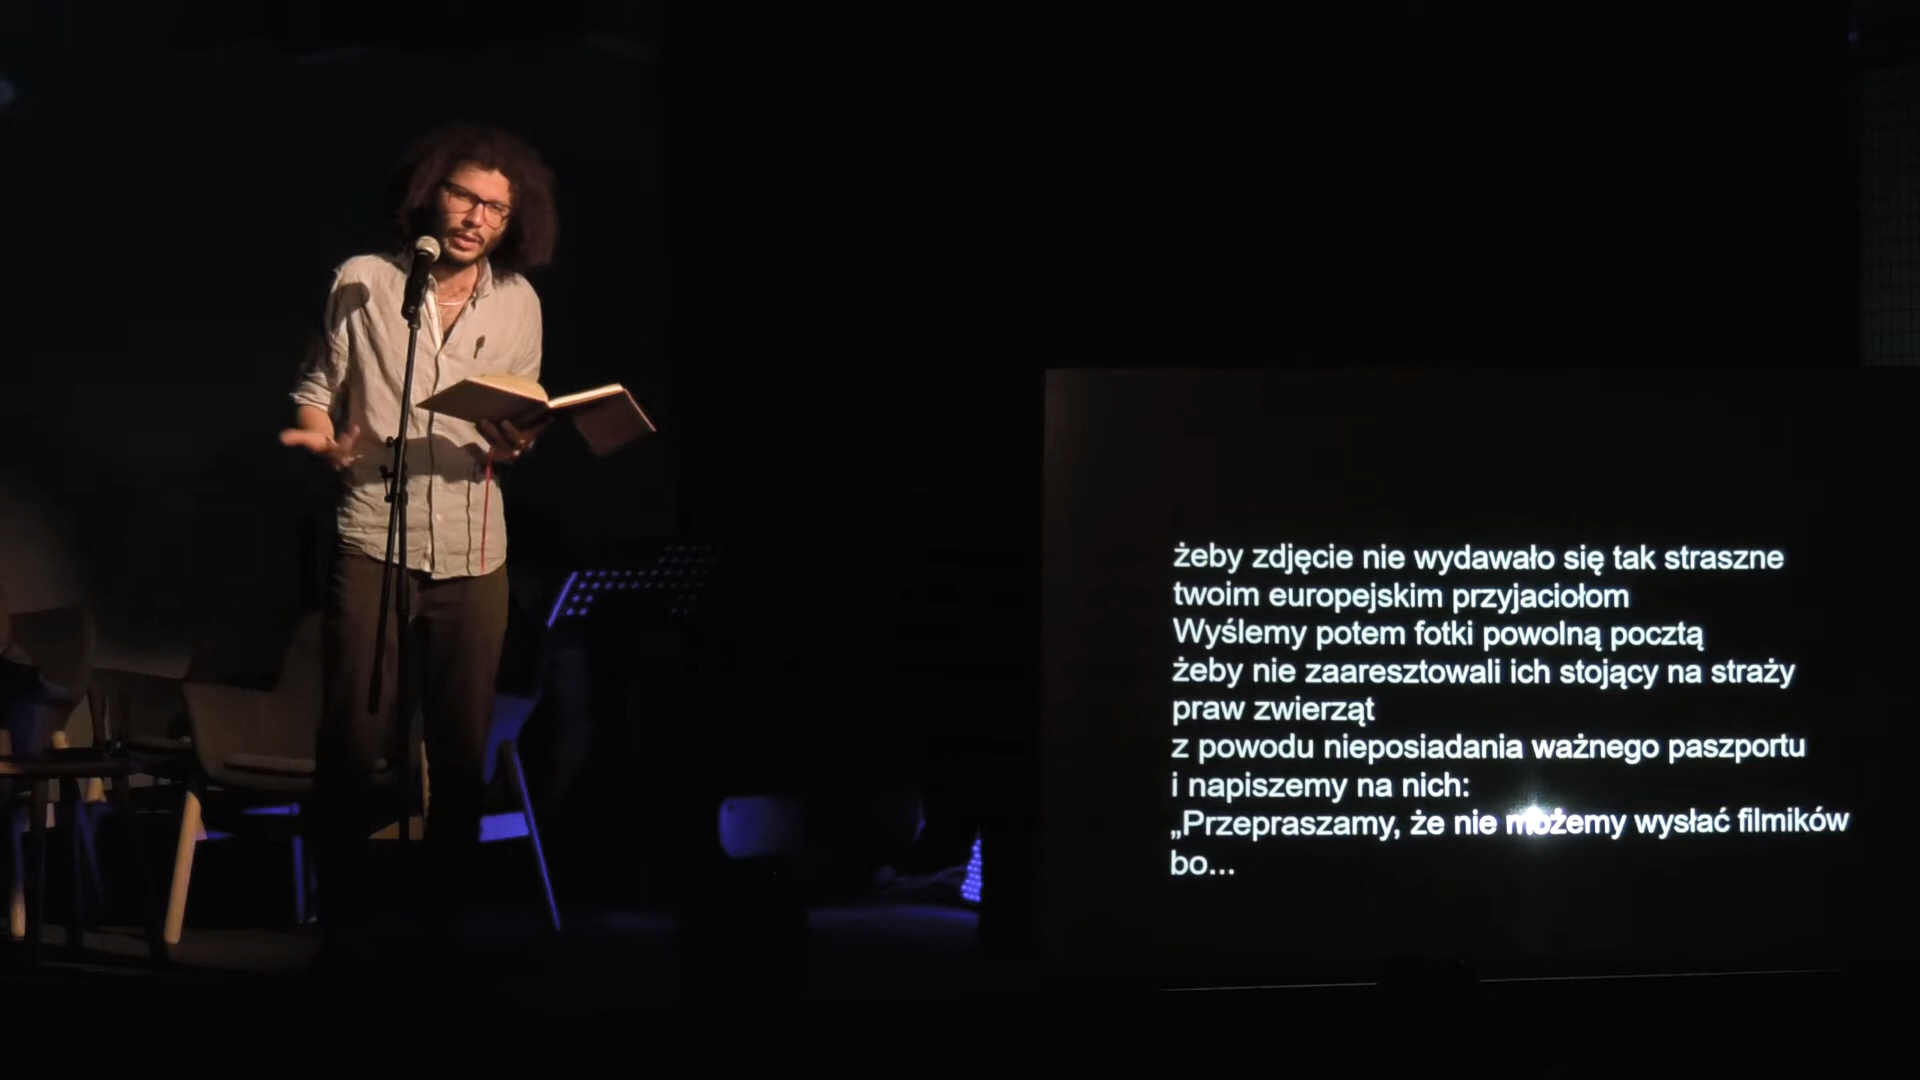 żeby zdjęcie nie wydawało się tak straszne
twoim europejskim przyjaciołom
Wyślemy potem fotki powolną pocztą
żeby nie zaaresztowali ich stojący na straży
praw zwierząt
z powodu nieposiadania ważnego paszportu
i napiszemy na nich:
„Przepraszamy, że nie możemy wysłać filmików
bo...